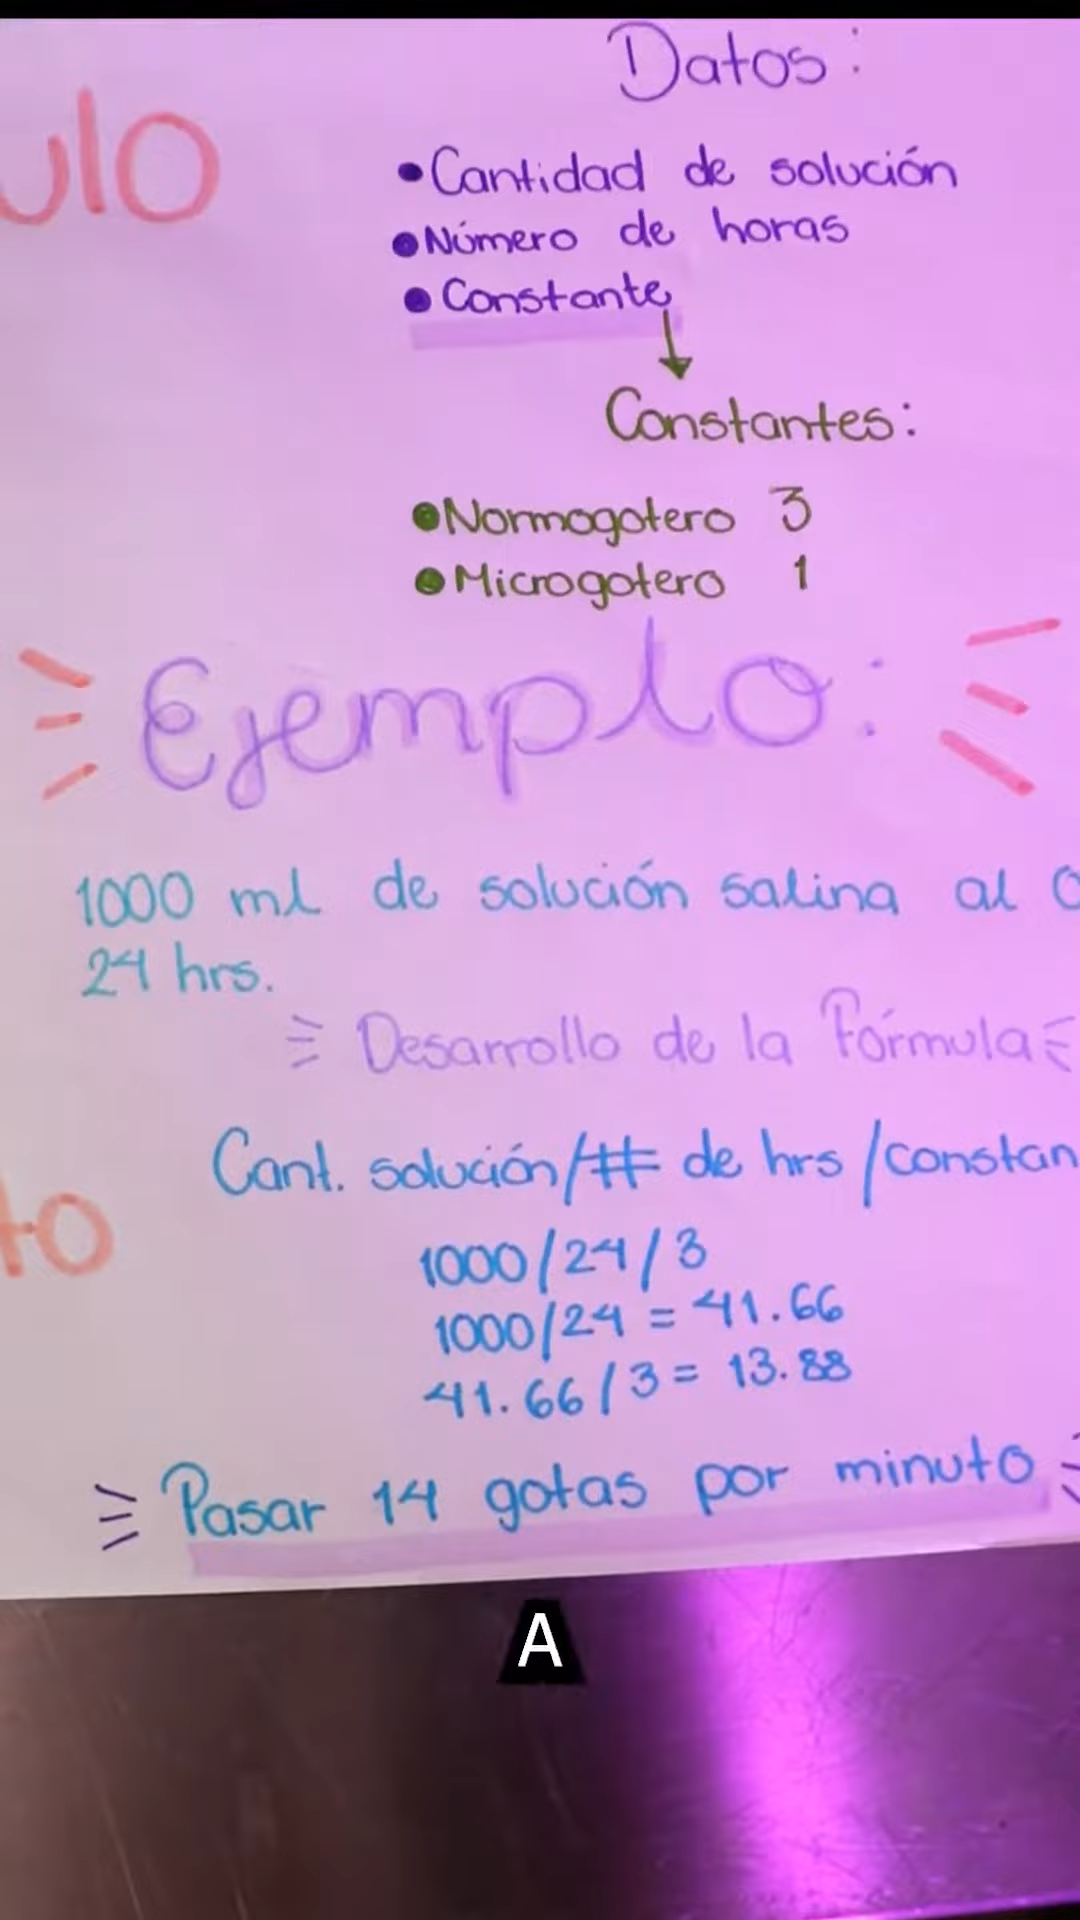 Datos:
ulo
•Cantidad de solución
•Número de horas
•Constante
Constantes:
•Normogotero 3
•Microgotero 1
Ejemplo:
1000 ml de solución salina al 0
24 hrs.
Desarrollo de la Fórmula
Cant. solución/# de hrs/constan
to
1000/24/3
1000/24 = 41.66
41.66/3 = 13.88
Pasar 14 gotas por minuto
A